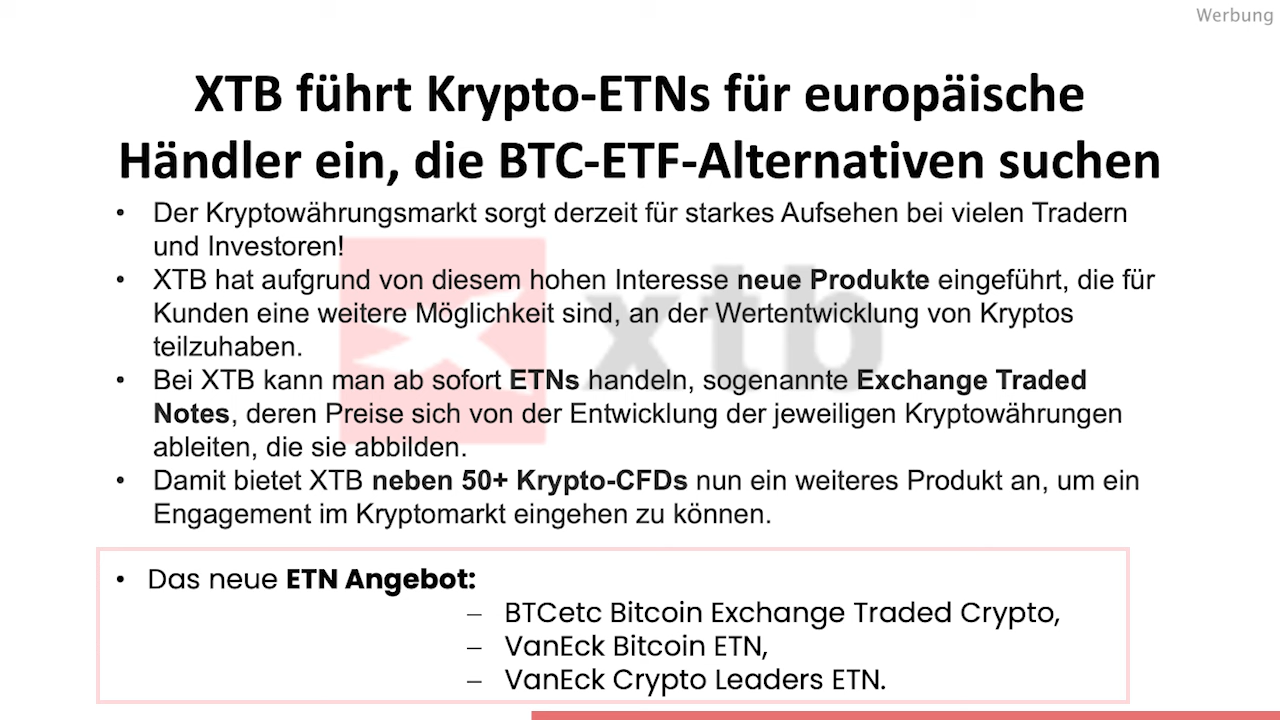 Werbung
XTB führt Krypto-ETNs für europäische
Händler ein, die BTC-ETF-Alternativen suchen
• Der Kryptowährungsmarkt sorgt derzeit für starkes Aufsehen bei vielen Tradern
und Investoren!
• XTB hat aufgrund von diesem hohen Interesse neue Produkte eingeführt, die für
Kunden eine weitere Möglichkeit sind, an der Wertentwicklung von Kryptos
teilzuhaben.
• Bei XTB kann man ab sofort ETNs handeln, sogenannte Exchange Traded
Notes, deren Preise sich von der Entwicklung der jeweiligen Kryptowährungen
ableiten, die sie abbilden.
• Damit bietet XTB neben 50+ Krypto-CFDs nun ein weiteres Produkt an, um ein
Engagement im Kryptomarkt eingehen zu können.
xtb
• Das neue ETN Angebot:
– BTCetc Bitcoin Exchange Traded Crypto,
– VanEck Bitcoin ETN,
– VanEck Crypto Leaders ETN.